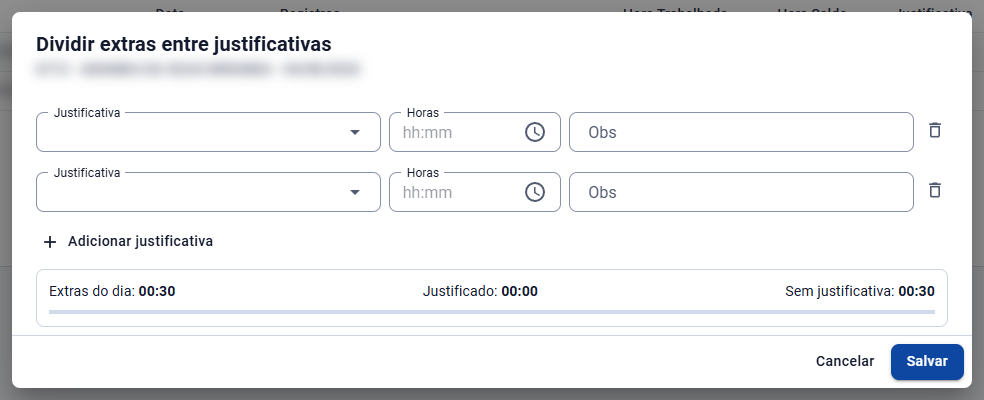 Dividir extras entre justificativas
Justificativa Horas
hh:mm Obs
Justificativa Horas
hh:mm Obs
+ Adicionar justificativa
Extras do dia: 00:30 Justificado: 00:00 Sem justificativa: 00:30
Cancelar Salvar